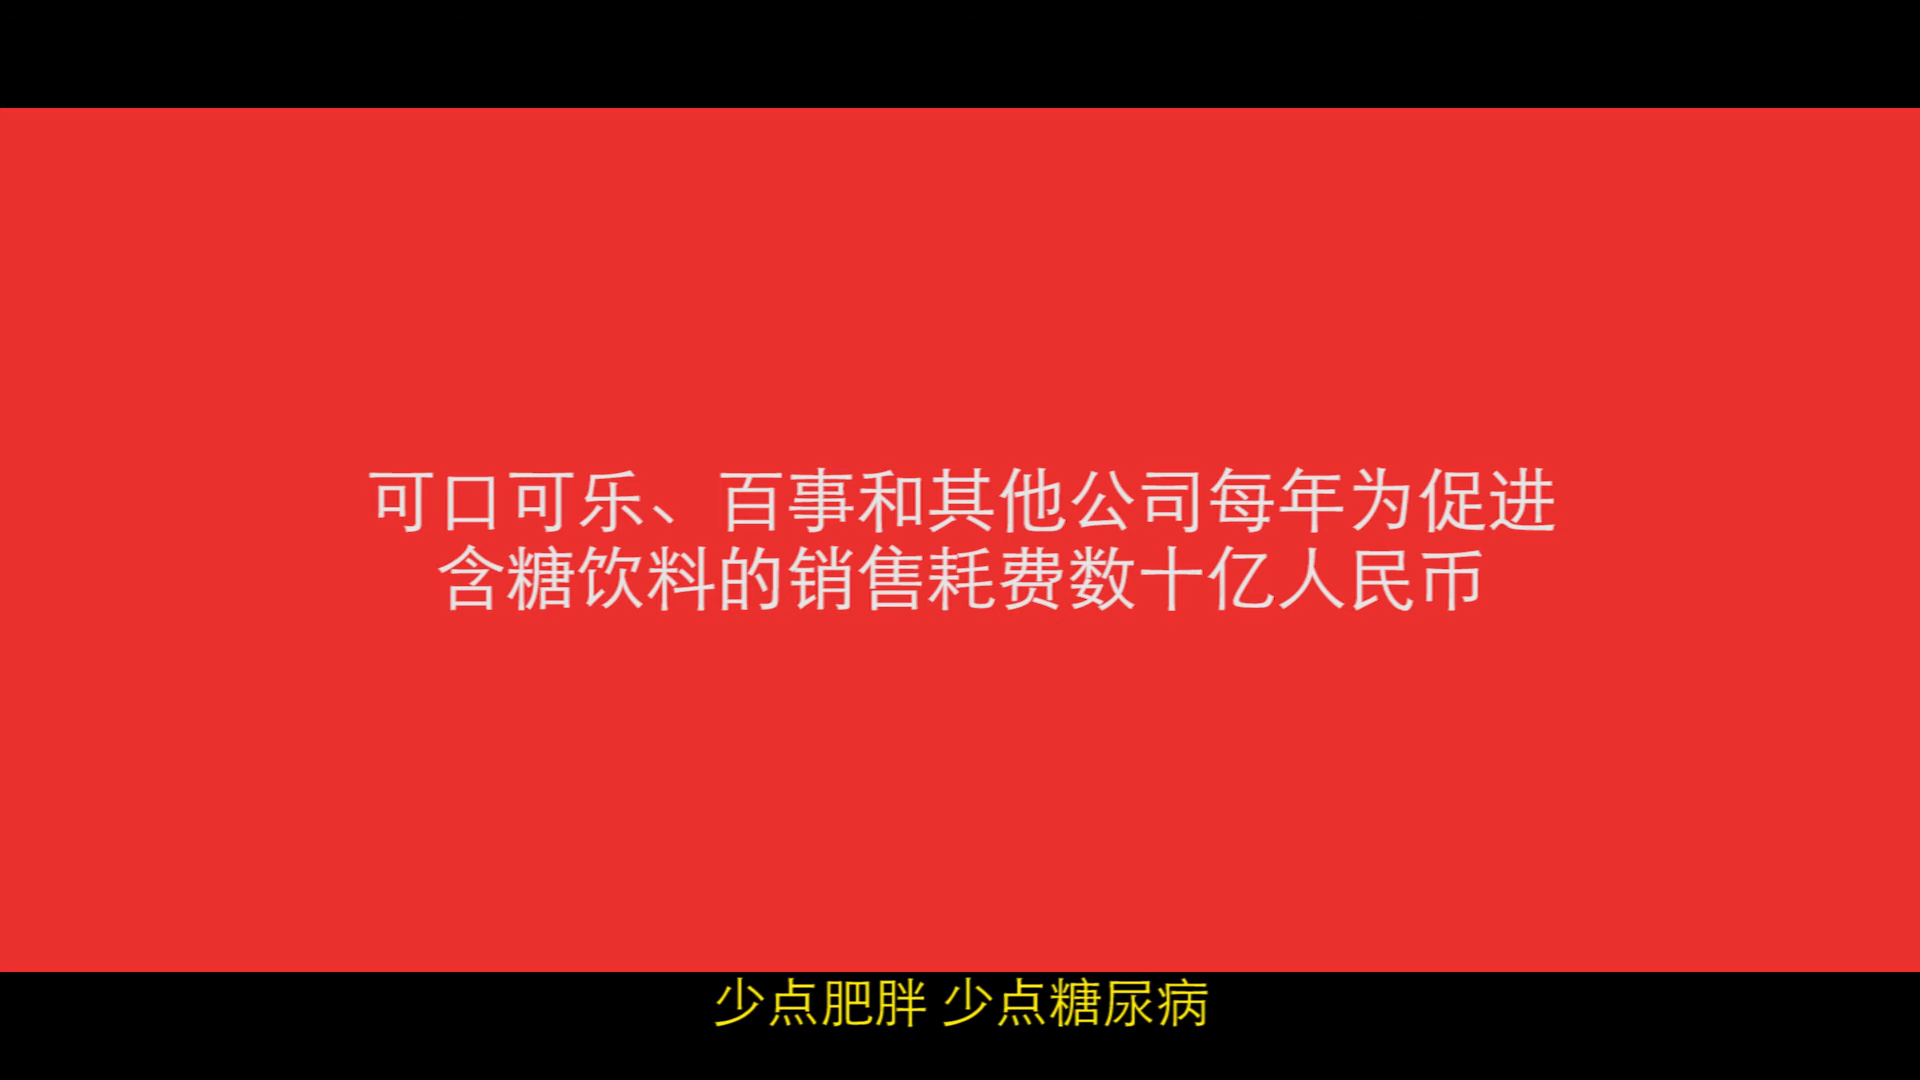 可口可乐、百事和其他公司每年为促进
含糖饮料的销售耗费数十亿人民币
少点肥胖 少点糖尿病